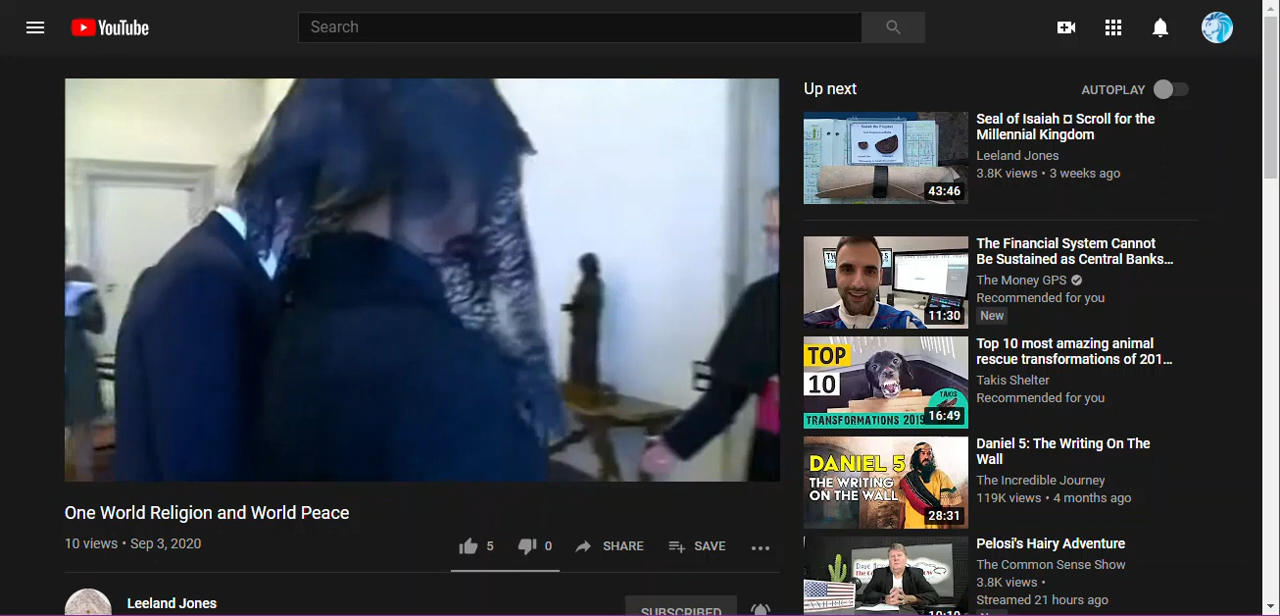 YouTube
Search
Up next
AUTOPLAY
43:46
Seal of Isaiah ¤ Scroll for the
Millennial Kingdom
Leeland Jones
3.8K views • 3 weeks ago
11:30
The Financial System Cannot
Be Sustained as Central Banks...
The Money GPS
Recommended for you
New
TOP
10
TRANSFORMATIONS 2019
TAKIS
16:49
Top 10 most amazing animal
rescue transformations of 201...
Takis Shelter
Recommended for you
DANIEL 5
THE WRITING
ON THE WALL
28:31
Daniel 5: The Writing On The
Wall
The Incredible Journey
119K views • 4 months ago
Pelosi's Hairy Adventure
The Common Sense Show
3.8K views •
Streamed 21 hours ago
One World Religion and World Peace
10 views • Sep 3, 2020
5
0
SHARE
SAVE
Leeland Jones
SUBSCRIBED